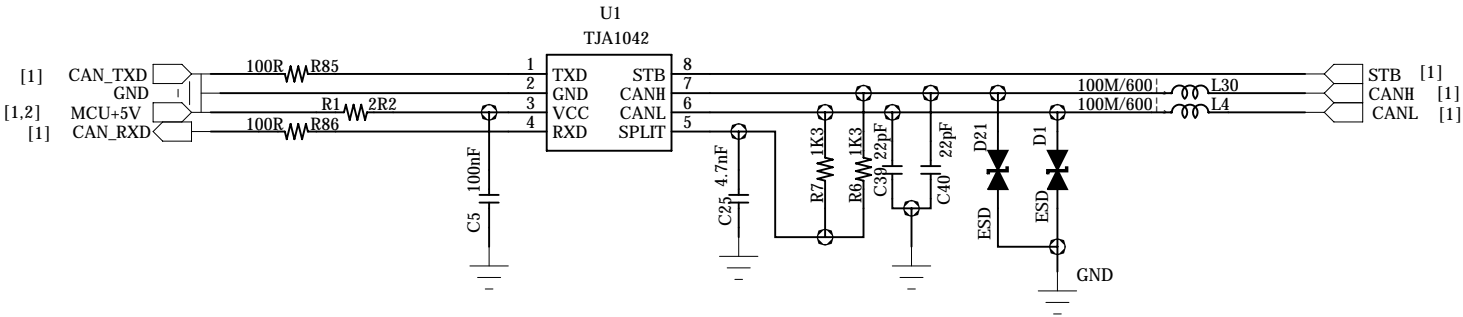 U1
TJA1042
[1] CAN_TXD 100R R85 1 TXD STB 8 STB [1]
GND 2 GND CANH 7 100M/600 L30 CANH [1]
[1,2] MCU+5V R1 2R2 3 VCC CANL 6 100M/600 L4 CANL [1]
[1] CAN_RXD 100R R86 4 RXD SPLIT 5
C5 100nF
C25 4.7nF
R7 1K3
R6 1K3
C39 22pF
C40 22pF
ESD D21
ESD D1
GND